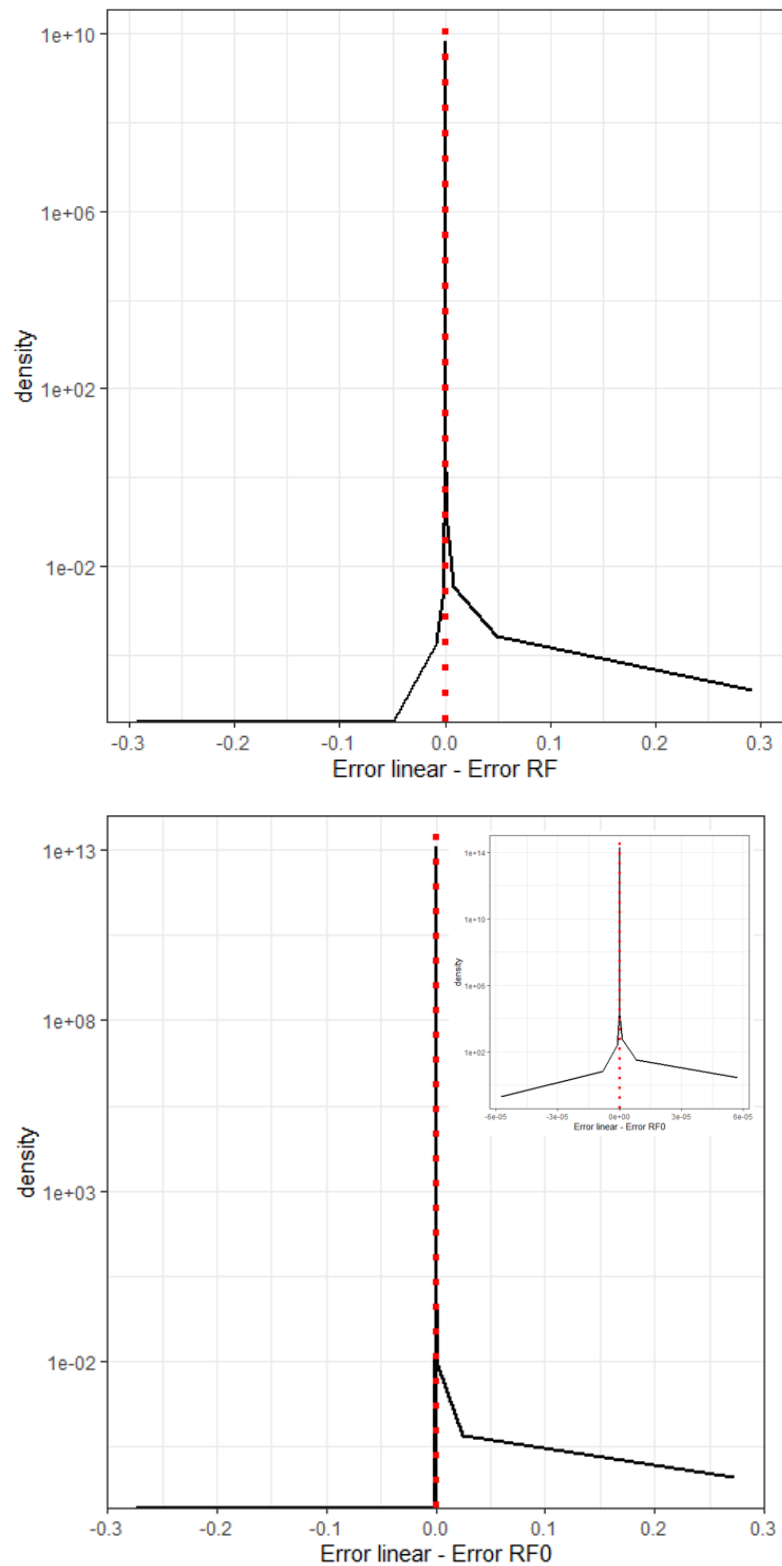 1e+10
1e+06
density
1e+02
1e-02
-0.3 -0.2 -0.1 0.0 0.1 0.2 0.3
Error linear - Error RF
1e+13
1e+08
density
1e+03
1e-02
-0.3 -0.2 -0.1 0.0 0.1 0.2 0.3
Error linear - Error RF0
1e+14
1e+10
density
1e+06
1e+02
-6e-05 -3e-05 0e+00 3e-05 6e-05
Error linear - Error RF0